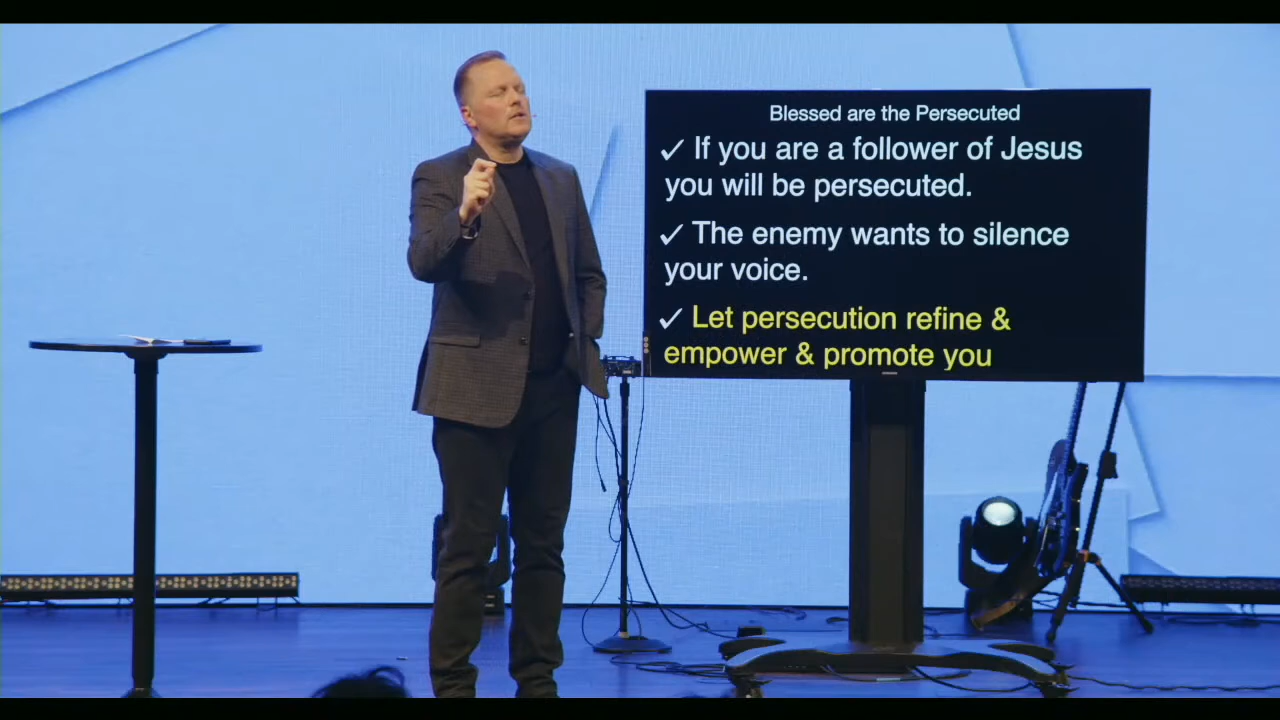 Blessed are the Persecuted
✓ If you are a follower of Jesus
you will be persecuted.
✓ The enemy wants to silence
your voice.
✓ Let persecution refine &
empower & promote you